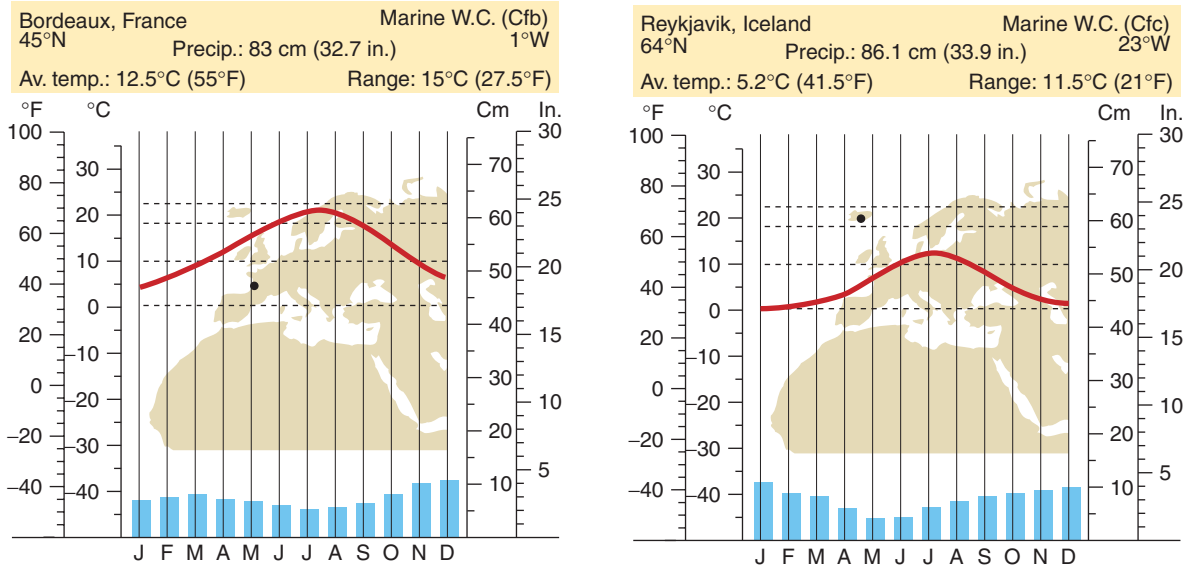 Bordeaux, France Marine W.C. (Cfb)
45°N 1°W
Precip.: 83 cm (32.7 in.)
Av. temp.: 12.5°C (55°F) Range: 15°C (27.5°F)
°F °C Cm In.
100 30
30 70
80 25
20 60
60
10 50 20
40
0 40
20 15
–10 30
0 10
–20 20
–20
–30 5
–40 10
–40
J F M A M J J A S O N D
Reykjavik, Iceland Marine W.C. (Cfc)
64°N 23°W
Precip.: 86.1 cm (33.9 in.)
Av. temp.: 5.2°C (41.5°F) Range: 11.5°C (21°F)
°F °C Cm In.
100 30
30 70
80 25
20 60
60
10 50 20
40
0 40
20 15
–10 30
0 10
–20 20
–20
–30 5
–40 10
–40
J F M A M J J A S O N D